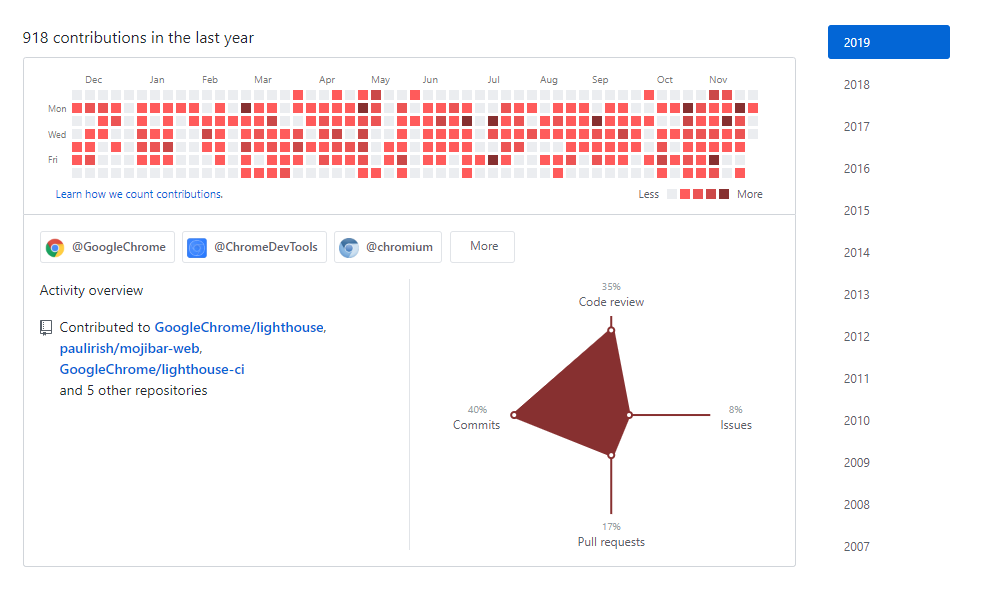 918 contributions in the last year
Dec Jan Feb Mar Apr May Jun Jul Aug Sep Oct Nov
Mon
Wed
Fri
Learn how we count contributions.
Less More
@GoogleChrome @ChromeDevTools @chromium More
Activity overview
Contributed to GoogleChrome/lighthouse,
paulirish/mojibar-web,
GoogleChrome/lighthouse-ci
and 5 other repositories
35%
Code review
40%
Commits
8%
Issues
17%
Pull requests
2019
2018
2017
2016
2015
2014
2013
2012
2011
2010
2009
2008
2007